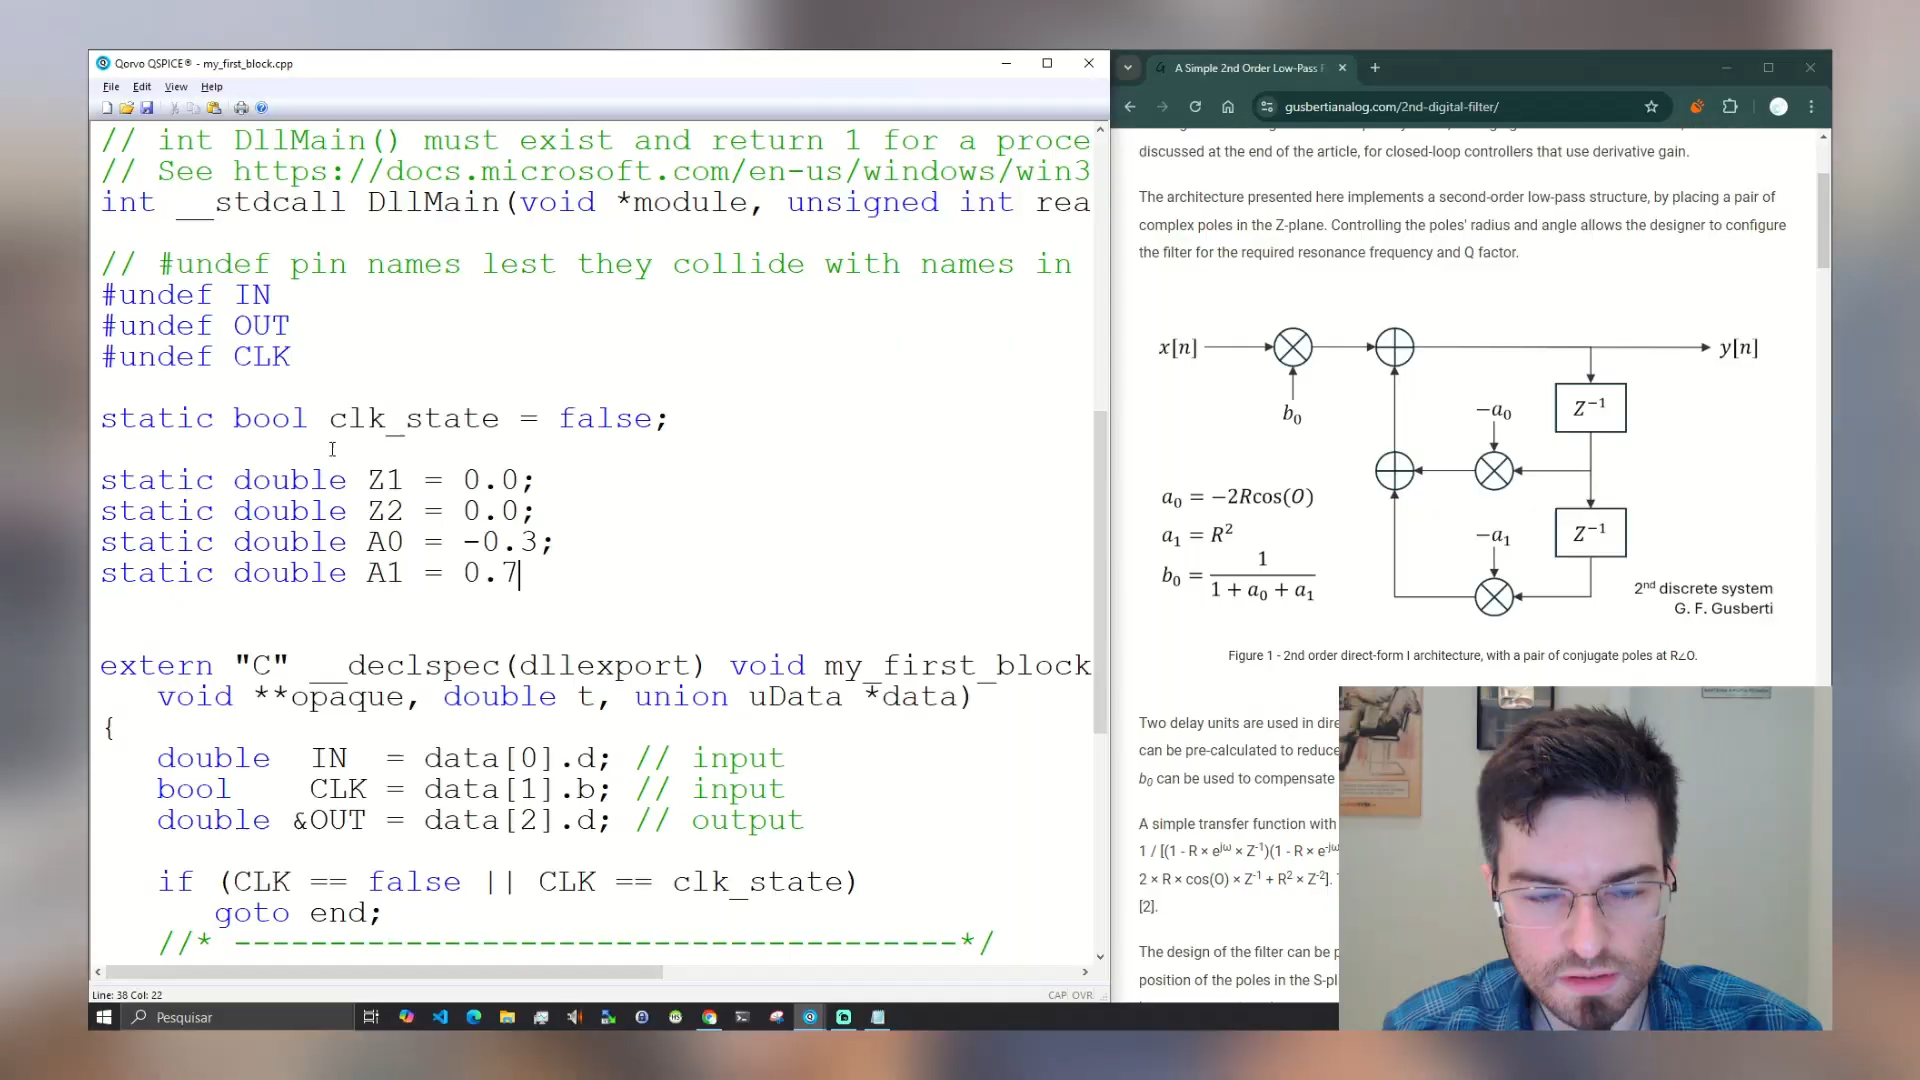 Qorvo QSPICE® - my_first_block.cpp
File Edit View Help
// int DllMain() must exist and return 1 for a proce
// See https://docs.microsoft.com/en-us/windows/win3
int __stdcall DllMain(void *module, unsigned int rea
// #undef pin names lest they collide with names in
#undef IN
#undef OUT
#undef CLK
static bool clk_state = false;
static double Z1 = 0.0;
static double Z2 = 0.0;
static double A0 = -0.3;
static double A1 = 0.7
extern "C" __declspec(dllexport) void my_first_block
void **opaque, double t, union uData *data)
{
double IN = data[0].d; // input
bool CLK = data[1].b; // input
double &OUT = data[2].d; // output
if (CLK == false || CLK == clk_state)
goto end;
//* --------------------------------------*/
Line: 38 Col: 22
CAP OVR
Pesquisar
A Simple 2nd Order Low-Pass
gusbertianalog.com/2nd-digital-filter/
discussed at the end of the article, for closed-loop controllers that use derivative gain.
The architecture presented here implements a second-order low-pass structure, by placing a pair of
complex poles in the Z-plane. Controlling the poles' radius and angle allows the designer to configure
the filter for the required resonance frequency and Q factor.
x[n]
y[n]
b₀
−a₀
Z⁻¹
a₀ = −2Rcos(O)
a₁ = R²
b₀ = 1 / (1 + a₀ + a₁)
−a₁
Z⁻¹
2nd discrete system
G. F. Gusberti
Figure 1 - 2nd order direct-form I architecture, with a pair of conjugate poles at R∠O.
Two delay units are used in dire
can be pre-calculated to reduce
b₀ can be used to compensate
A simple transfer function with
1 / [(1 - R × e^jω × Z⁻¹)(1 - R × e^-jω
2 × R × cos(O) × Z⁻¹ + R² × Z⁻²].
[2].
The design of the filter can be p
position of the poles in the S-pl